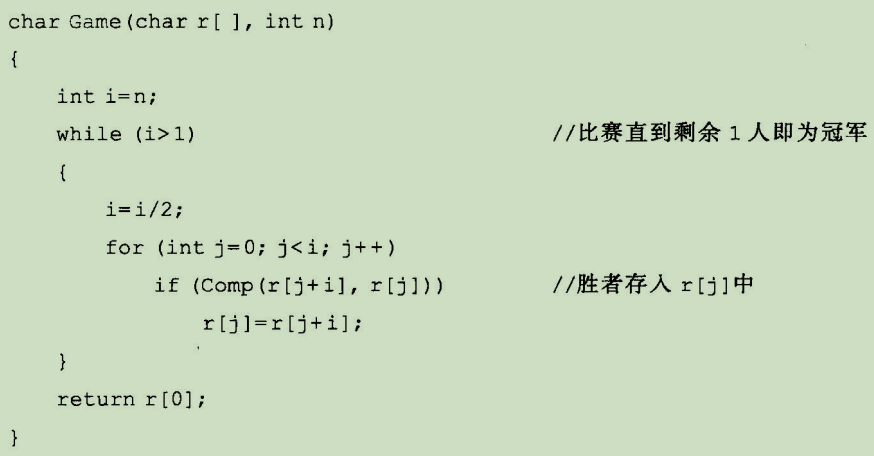 char Game(char r[ ], int n)
{
int i=n;
while (i>1) //比赛直到剩余 1 人即为冠军
{
i=i/2;
for (int j=0; j<i; j++)
if (Comp(r[j+i], r[j])) //胜者存入 r[j]中
r[j]=r[j+i];
}
return r[0];
}